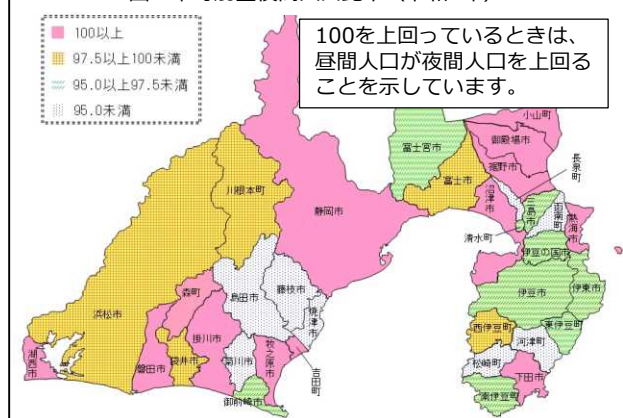 100以上
97.5以上100未満
95.0以上97.5未満
95.0未満
100を上回っているときは、
昼間人口が夜間人口を上回る
ことを示しています。
小山町
御殿場市
裾野市
長泉町
富士宮市
富士市
沼津市
三島市
函南町
熱海市
清水町
伊豆の国市
川根本町
静岡市
伊豆市
伊東市
西伊豆町
東伊豆町
河津町
松崎町
下田市
南伊豆町
浜松市
森町
島田市
藤枝市
焼津市
湖西市
磐田市
袋井市
掛川市
菊川市
牧之原市
吉田町
御前崎市